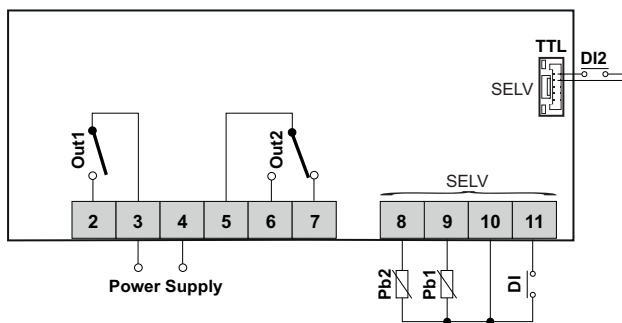 TTL
DI2
SELV
Out1
Out2
SELV
2 3 4 5 6 7 8 9 10 11
Power Supply
Pb2
Pb1
DI